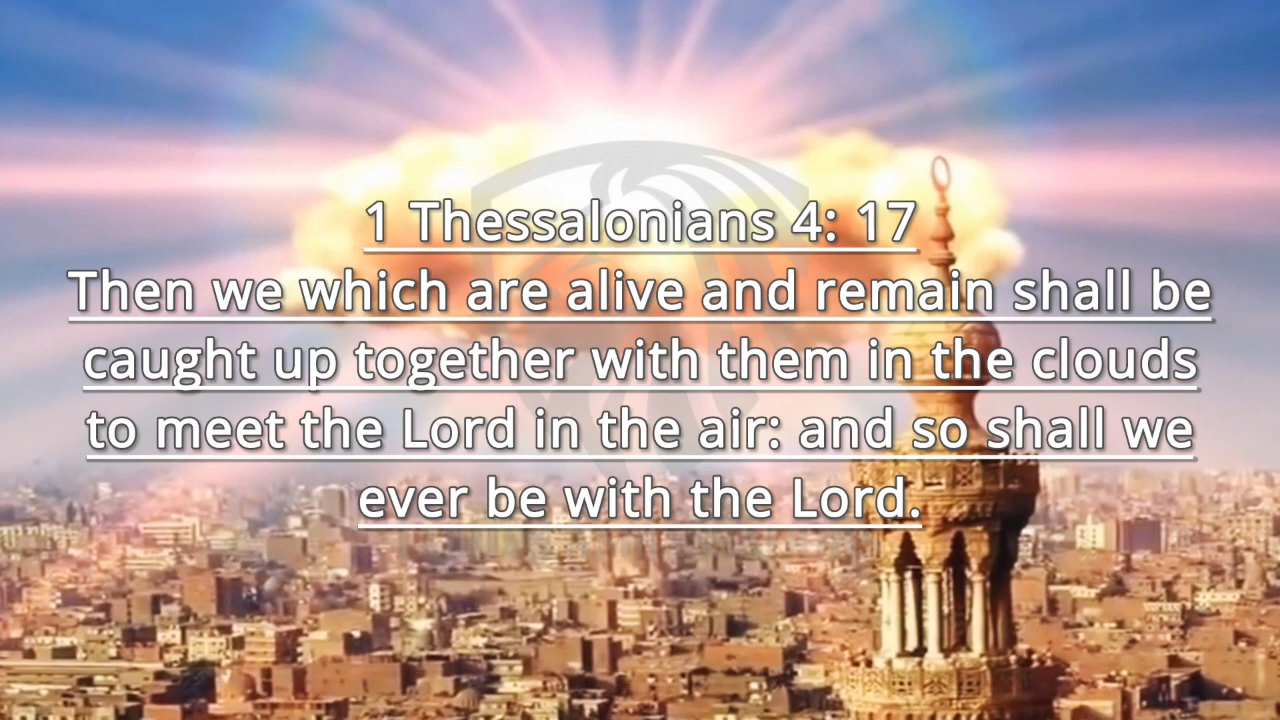 1 Thessalonians 4: 17
Then we which are alive and remain shall be
caught up together with them in the clouds
to meet the Lord in the air: and so shall we
ever be with the Lord.